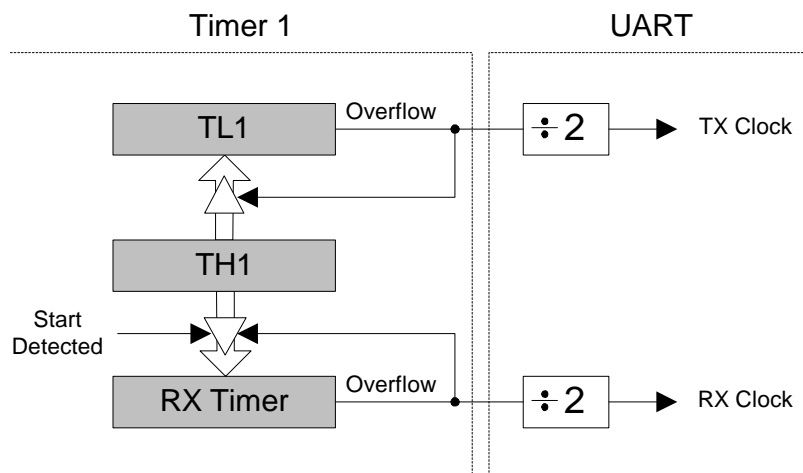 Timer 1
UART
TL1
Overflow
÷ 2
TX Clock
TH1
Start
Detected
RX Timer
Overflow
÷ 2
RX Clock